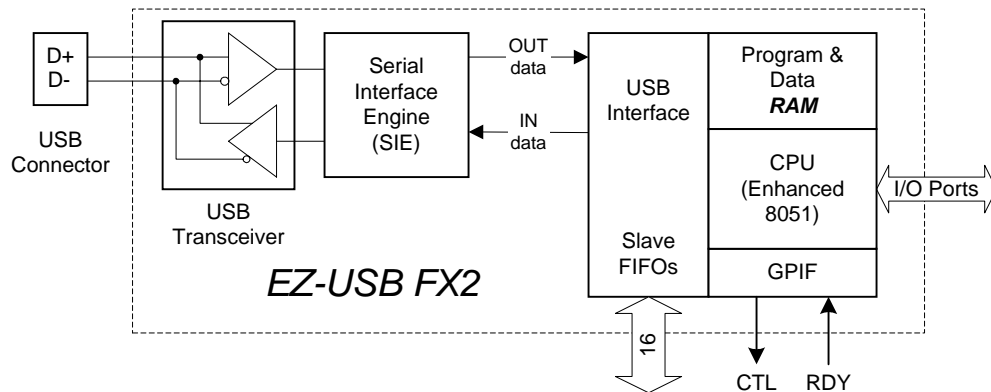 D+
D-
USB
Connector
USB
Transceiver
Serial
Interface
Engine
(SIE)
OUT
data
IN
data
USB
Interface
Slave
FIFOs
Program &
Data
RAM
CPU
(Enhanced
8051)
GPIF
I/O Ports
EZ-USB FX2
16
CTL
RDY